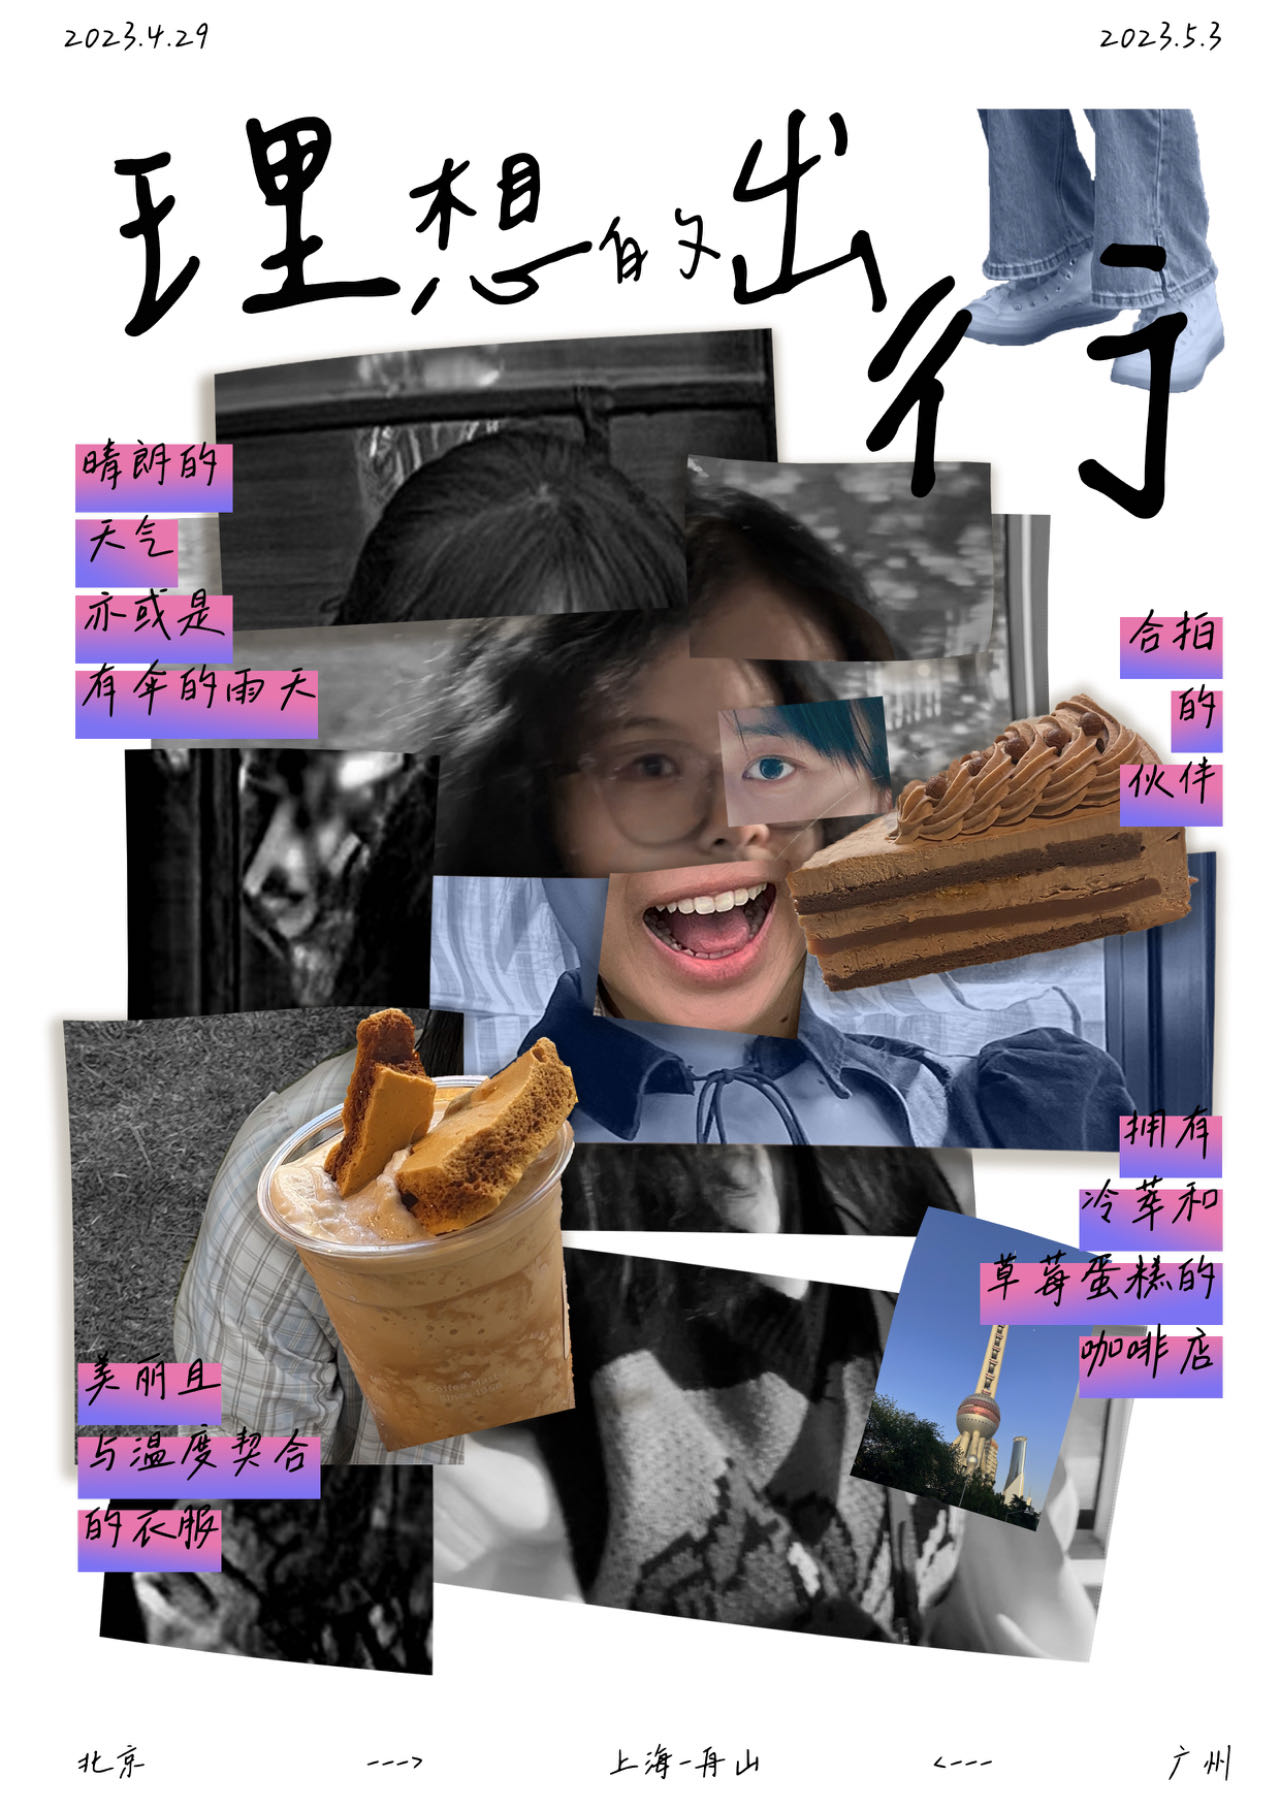 2023.4.29
2023.5.3
理想的出行
晴朗的
天气
亦或是
有伞的雨天
合拍
的
伙伴
拥有
冷萃和
草莓蛋糕的
咖啡店
美丽且
与温度契合
的衣服
北京
--->
上海-舟山
<---
广州